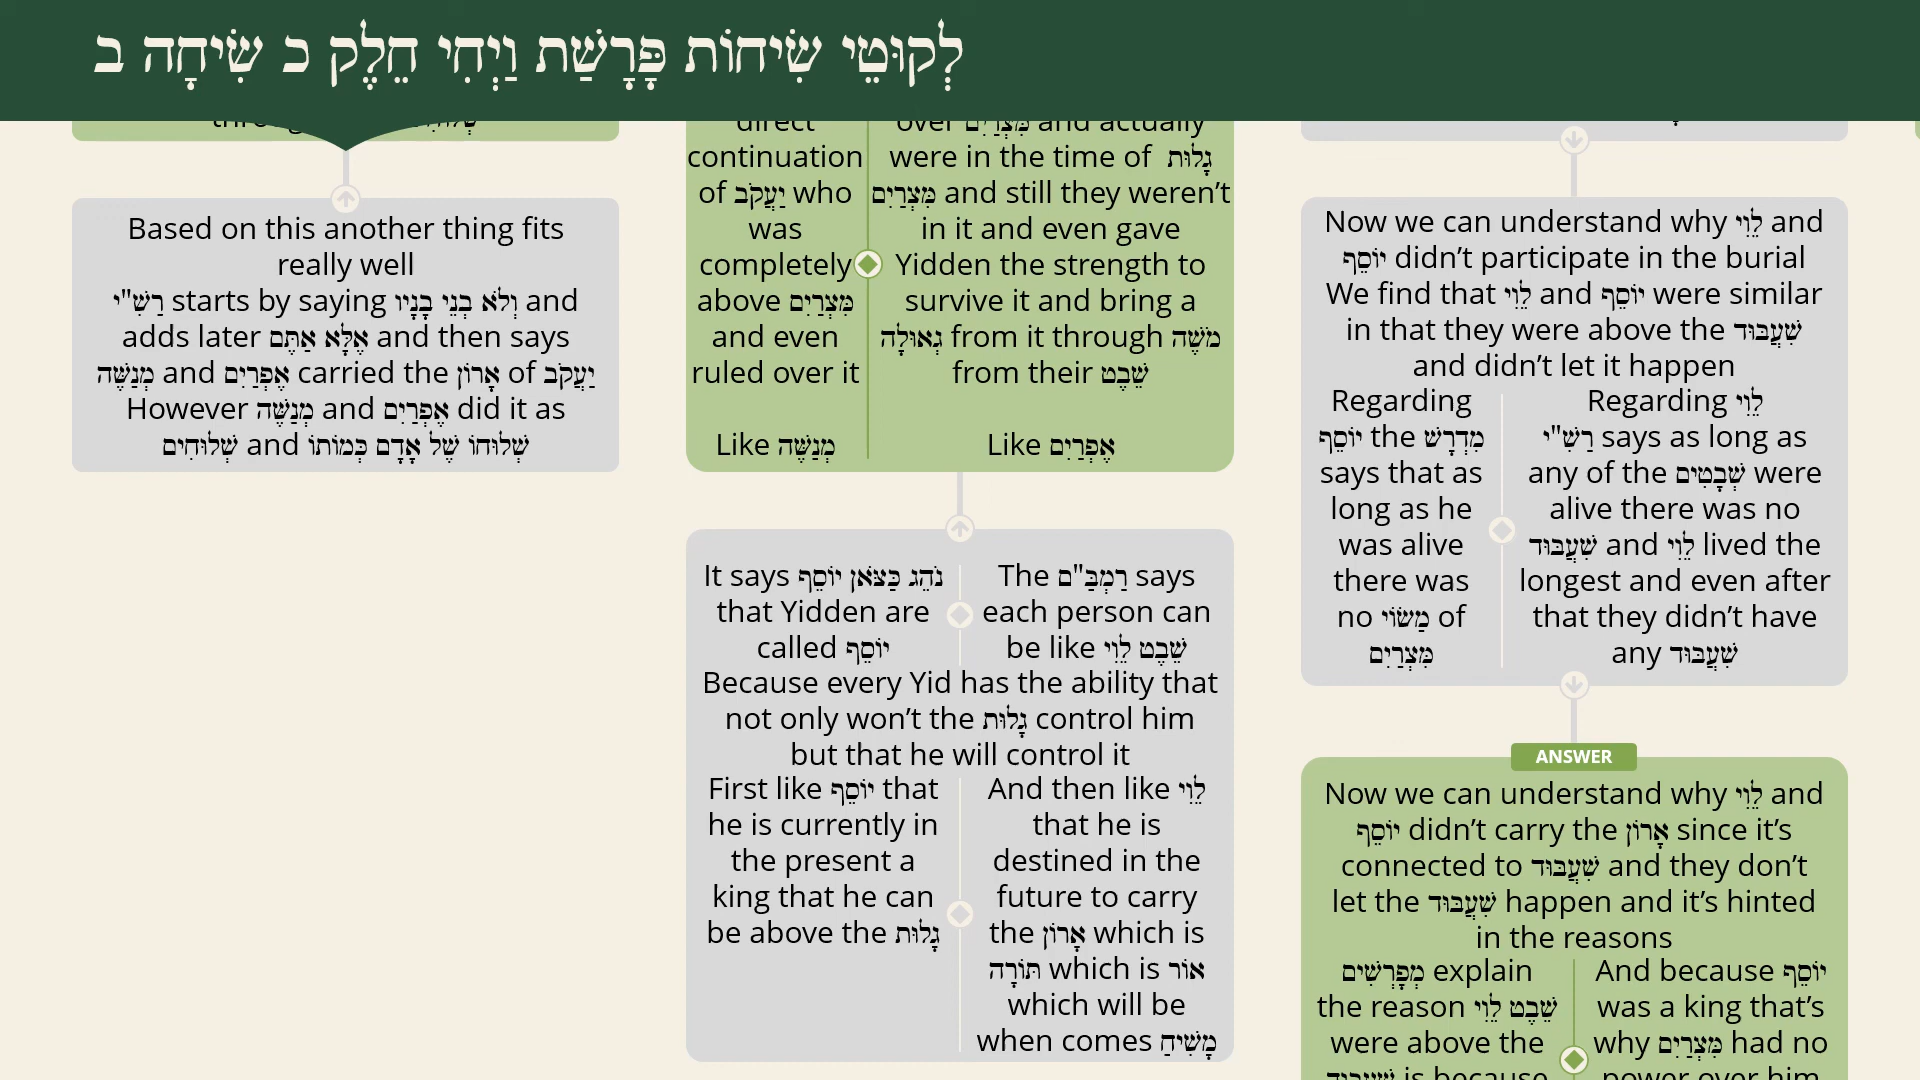 לִקּוּטֵי שִׂיחוֹת פָּרָשַׁת וַיְחִי חֵלֶק כ שִׂיחָה ב
Based on this another thing fits
really well
רַשִׁ"י starts by saying וְלֹא בְנֵי בָנָיו and
adds later אֶלָּא אַתֶּם and then says
מְנַשֶּׁה and אֶפְרַיִם carried the אָרוֹן of יַעֲקֹב
However מְנַשֶּׁה and אֶפְרַיִם did it as
שְׁלוּחִים and שְׁלוּחוֹ שֶׁל אָדָם כְּמוֹתוֹ
direct
continuation
of יַעֲקֹב who
was
completely
above מִצְרַיִם
and even
ruled over it
Like מְנַשֶּׁה
over מִצְרַיִם and actually
were in the time of גָלוּת
מִצְרַיִם and still they weren't
in it and even gave
Yidden the strength to
survive it and bring a
גְאוּלָה from it through משֶׁה
from their שֵׁבֶט
Like אֶפְרַיִם
It says נֹהֵג כַּצֹּאן יוֹסֵף
that Yidden are
called יוֹסֵף
The רַמְבַּ"ם says
each person can
be like שֵׁבֶט לֵוִי
Because every Yid has the ability that
not only won't the גָלוּת control him
but that he will control it
First like יוֹסֵף that
he is currently in
the present a
king that he can
be above the גָלוּת
And then like לֵוִי
that he is
destined in the
future to carry
the אָרוֹן which is
תּוֹרָה which is אוֹר
which will be
when comes מָשִׁיחַ
Now we can understand why לֵוִי and
יוֹסֵף didn't participate in the burial
We find that לֵוִי and יוֹסֵף were similar
in that they were above the שִׁעֲבּוּד
and didn't let it happen
Regarding
יוֹסֵף the מִדְרָשׁ
says that as
long as he
was alive
there was
no מַשׂוֹי of
מִצְרַיִם
Regarding לֵוִי
רַשִׁ"י says as long as
any of the שְׁבָטִים were
alive there was no
שִׁעֲבּוּד and לֵוִי lived the
longest and even after
that they didn't have
any שִׁעֲבּוּד
ANSWER
Now we can understand why לֵוִי and
יוֹסֵף didn't carry the אָרוֹן since it's
connected to שִׁעֲבּוּד and they don't
let the שִׁעֲבּוּד happen and it's hinted
in the reasons
מְפָרְשִׁים explain
the reason שֵׁבֶט לֵוִי
were above the
שִׁעֲבּוּד is because
And because יוֹסֵף
was a king that's
why מִצְרַיִם had no
power over him